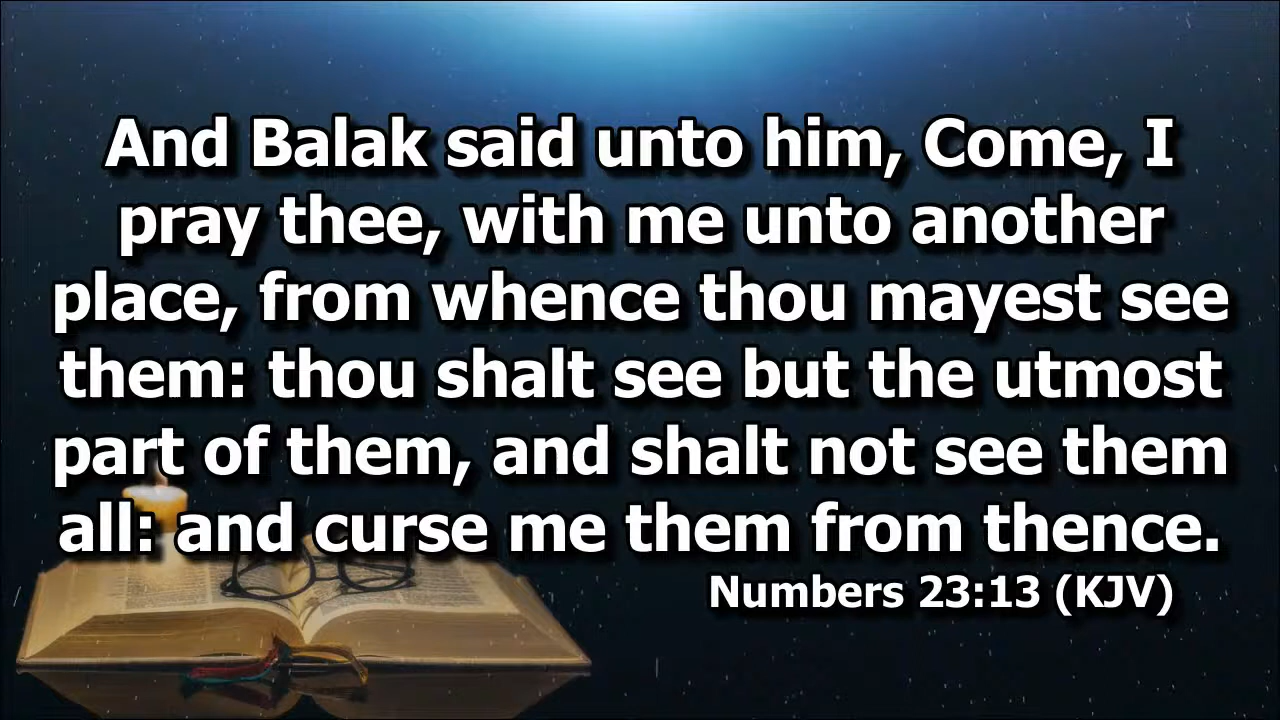 And Balak said unto him, Come, I
pray thee, with me unto another
place, from whence thou mayest see
them: thou shalt see but the utmost
part of them, and shalt not see them
all: and curse me them from thence.
Numbers 23:13 (KJV)